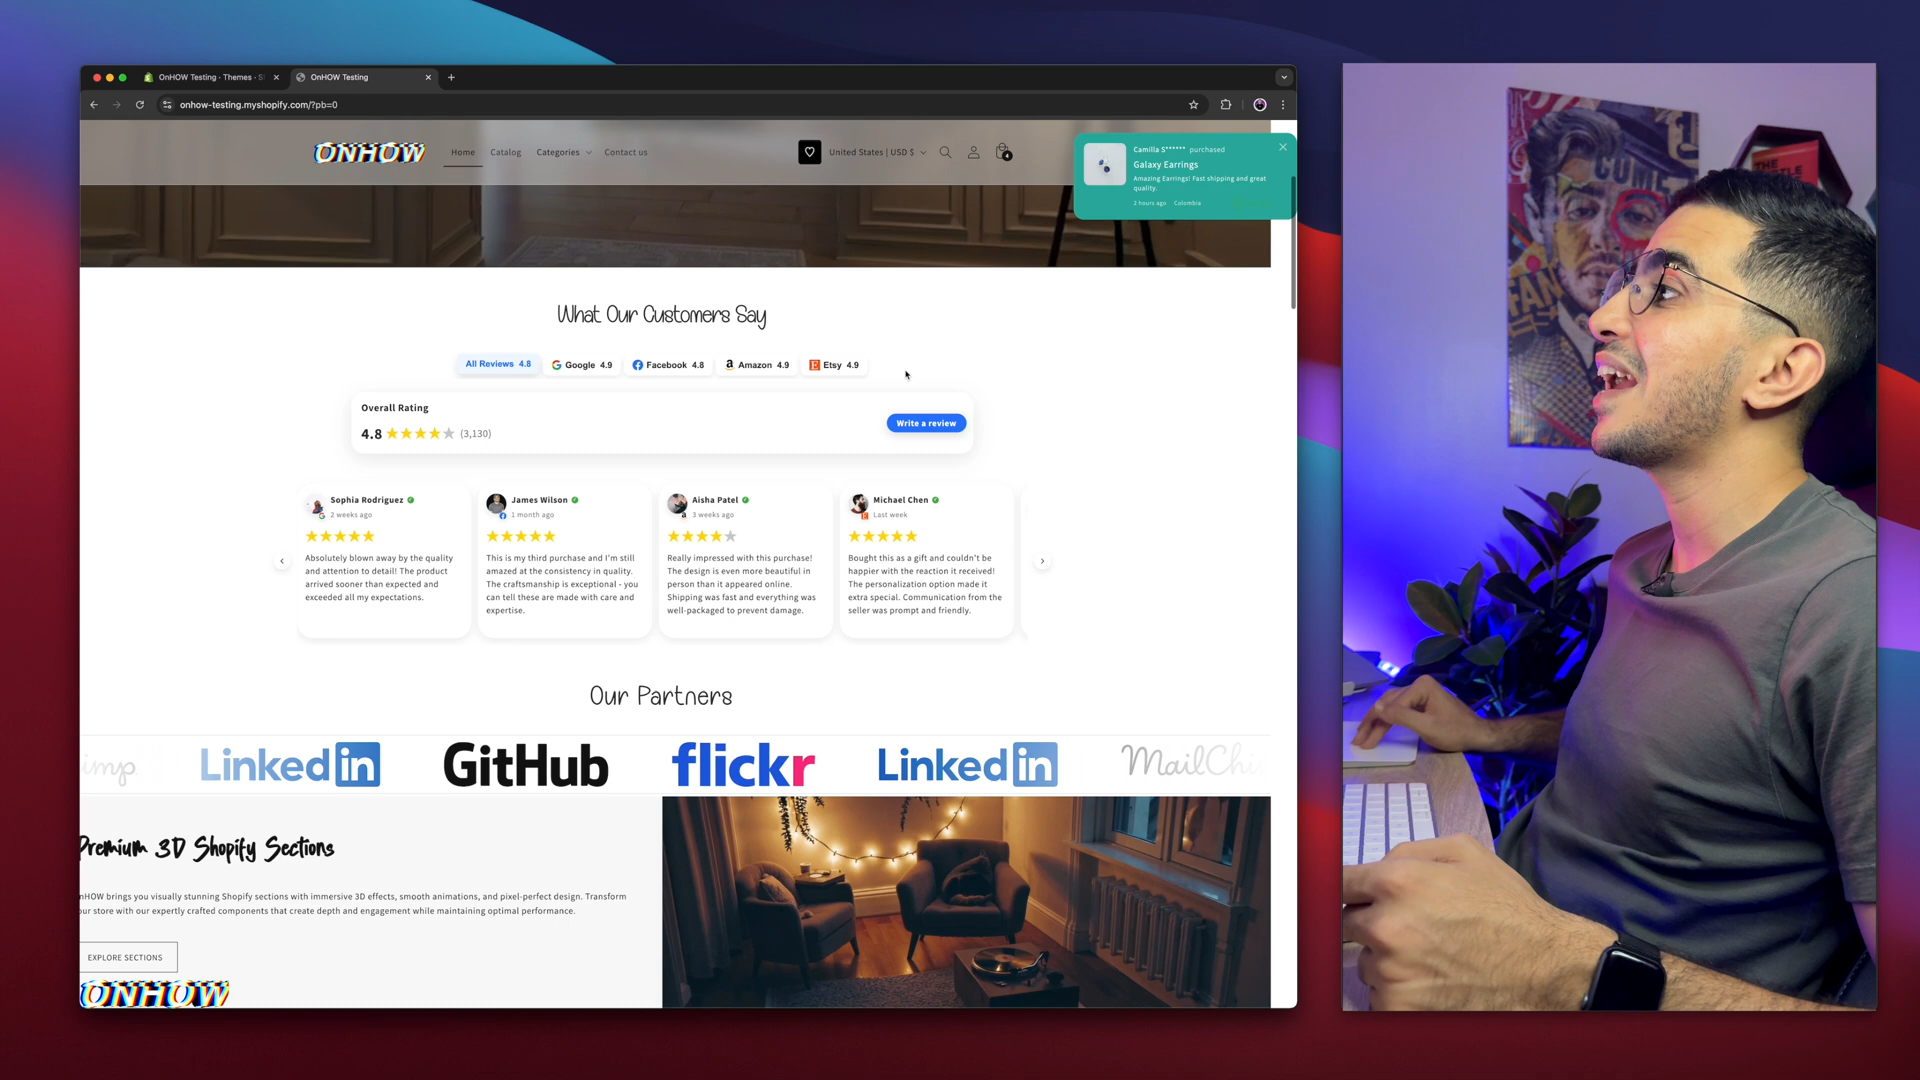 OnHOW Testing - Themes - S
OnHOW Testing
onhow-testing.myshopify.com/?pb=0
ONHOW
Home
Catalog
Categories
Contact us
United States | USD $
4
Camilla S****** purchased
Galaxy Earrings
Amazing Earrings! Fast shipping and great
quality.
2 hours ago · Colombia
What Our Customers Say
All Reviews 4.8
Google 4.9
Facebook 4.8
Amazon 4.9
Etsy 4.9
Overall Rating
4.8 (3,130)
Write a review
Sophia Rodriguez
2 weeks ago
Absolutely blown away by the quality
and attention to detail! The product
arrived sooner than expected and
exceeded all my expectations.
James Wilson
1 month ago
This is my third purchase and I'm still
amazed at the consistency in quality.
The craftsmanship is exceptional - you
can tell these are made with care and
expertise.
Aisha Patel
3 weeks ago
Really impressed with this purchase!
The design is even more beautiful in
person than it appeared online.
Shipping was fast and everything was
well-packaged to prevent damage.
Michael Chen
Last week
Bought this as a gift and couldn't be
happier with the reaction it received!
The personalization option made it
extra special. Communication from the
seller was prompt and friendly.
Our Partners
imp
Linkedin
GitHub
flickr
Linkedin
MailChi
Premium 3D Shopify Sections
nHOW brings you visually stunning Shopify sections with immersive 3D effects, smooth animations, and pixel-perfect design. Transform
our store with our expertly crafted components that create depth and engagement while maintaining optimal performance.
EXPLORE SECTIONS
ONHOW
COME
FAN
THE